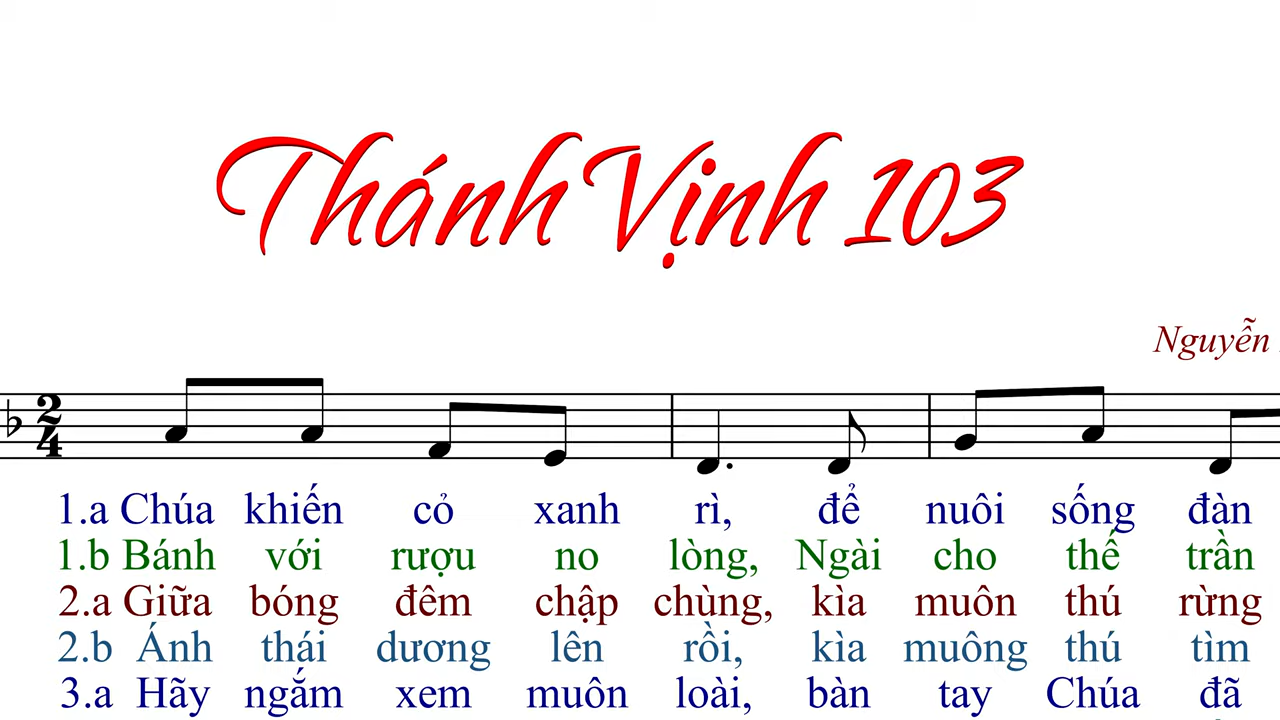 Thánh Vịnh 103
Nguyễn
2
4
1.a Chúa khiến cỏ xanh rì, để nuôi sống đàn
1.b Bánh với rượu no lòng, Ngài cho thế trần
2.a Giữa bóng đêm chập chùng, kìa muôn thú rừng
2.b Ánh thái dương lên rồi, kìa muông thú tìm
3.a Hãy ngắm xem muôn loài, bàn tay Chúa đã